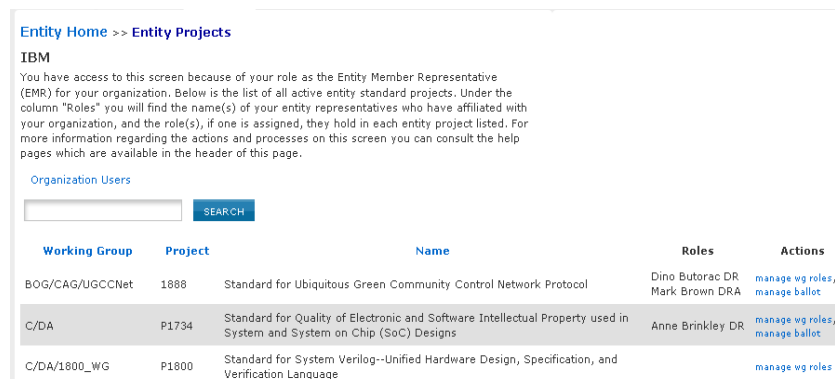 Entity Home >> Entity Projects
IBM
You have access to this screen because of your role as the Entity Member Representative
(EMR) for your organization. Below is the list of all active entity standard projects. Under the
column "Roles" you will find the name(s) of your entity representatives who have affiliated with
your organization, and the role(s), if one is assigned, they hold in each entity project listed. For
more information regarding the actions and processes on this screen you can consult the help
pages which are available in the header of this page.
Organization Users
SEARCH
Working Group Project Name Roles Actions
BOG/CAG/UGCCNet 1888 Standard for Ubiquitous Green Community Control Network Protocol Dino Butorac DR manage wg roles,
Mark Brown DRA manage ballot
C/DA P1734 Standard for Quality of Electronic and Software Intellectual Property used in Anne Brinkley DR manage wg roles,
System and System on Chip (SoC) Designs manage ballot
C/DA/1800_WG P1800 Standard for System Verilog--Unified Hardware Design, Specification, and manage wg roles
Verification Language